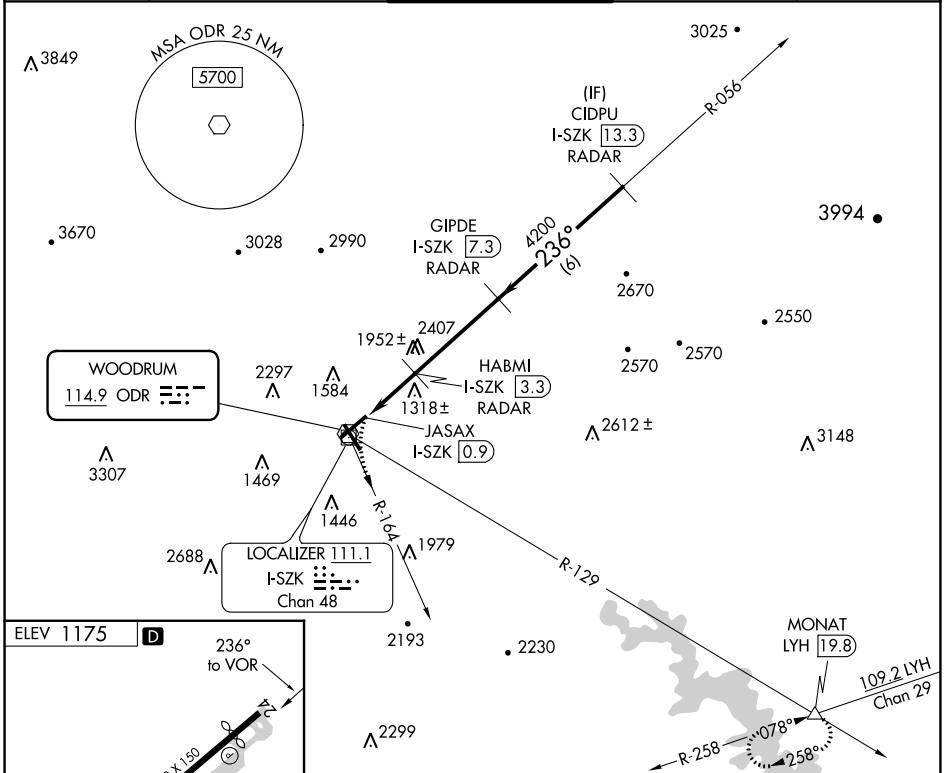 MSA ODR 25 NM
5700
3849
3025
R-056
(IF)
CIDPU
I-SZK 13.3
RADAR
3994
4200
236°
(6)
GIPDE
I-SZK 7.3
RADAR
3670
3028
2990
2670
2550
2570
2570
1952 ±
2407
WOODRUM
114.9 ODR
2297
1584
HABMI
I-SZK 3.3
RADAR
1318 ±
JASAX
I-SZK 0.9
2612 ±
3148
3307
1469
1446
R-164
LOCALIZER 111.1
I-SZK
Chan 48
2688
1979
R-129
2193
2230
MONAT
LYH 19.8
109.2 LYH
Chan 29
R-258
078°
258°
2299
ELEV 1175
D
236°
to VOR
24
P
X 150